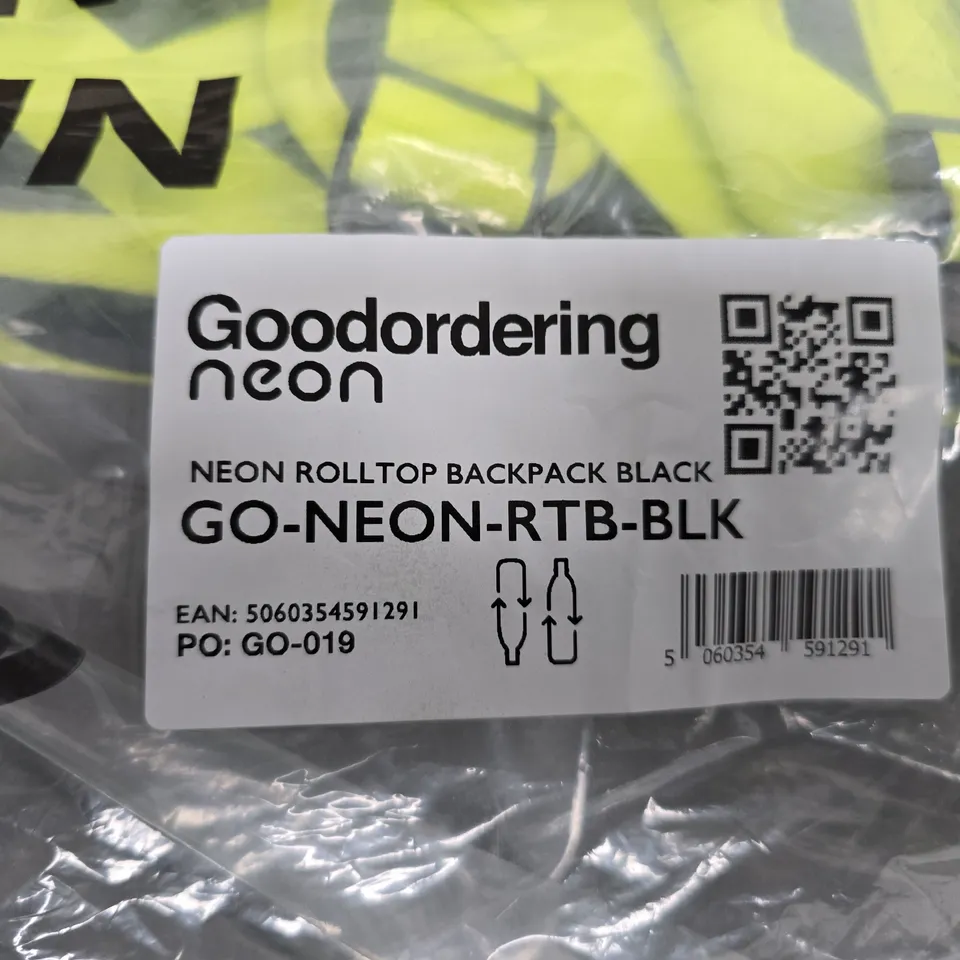 Goodordering
neon
NEON ROLLTOP BACKPACK BLACK
GO-NEON-RTB-BLK
EAN: 5060354591291
PO: GO-019
5 060354 591291